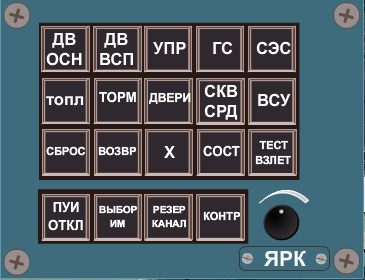 ДВ ОСН
ДВ ВСП
УПР
ГС
СЭС
ТОПЛ
ТОРМ
ДВЕРИ
СКВ СРД
ВСУ
СБРОС
ВОЗВР
Х
СОСТ
ТЕСТ ВЗЛЕТ
ПУИ ОТКЛ
ВЫБОР ИМ
РЕЗЕР КАНАЛ
КОНТР
ЯРК